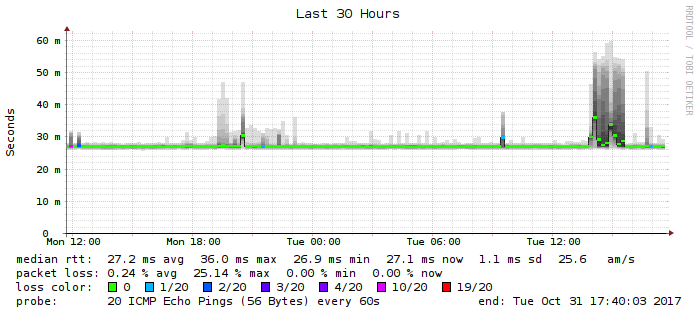 Last 30 Hours
RRDTOOL / TOBI OETIKER
Seconds
60 m
50 m
40 m
30 m
20 m
10 m
0
Mon 12:00 Mon 18:00 Tue 00:00 Tue 06:00 Tue 12:00
median rtt: 27.2 ms avg 36.0 ms max 26.9 ms min 27.1 ms now 1.1 ms sd 25.6 am/s
packet loss: 0.24 % avg 25.14 % max 0.00 % min 0.00 % now
loss color: 0 1/20 2/20 3/20 4/20 10/20 19/20
probe: 20 ICMP Echo Pings (56 Bytes) every 60s end: Tue Oct 31 17:40:03 2017